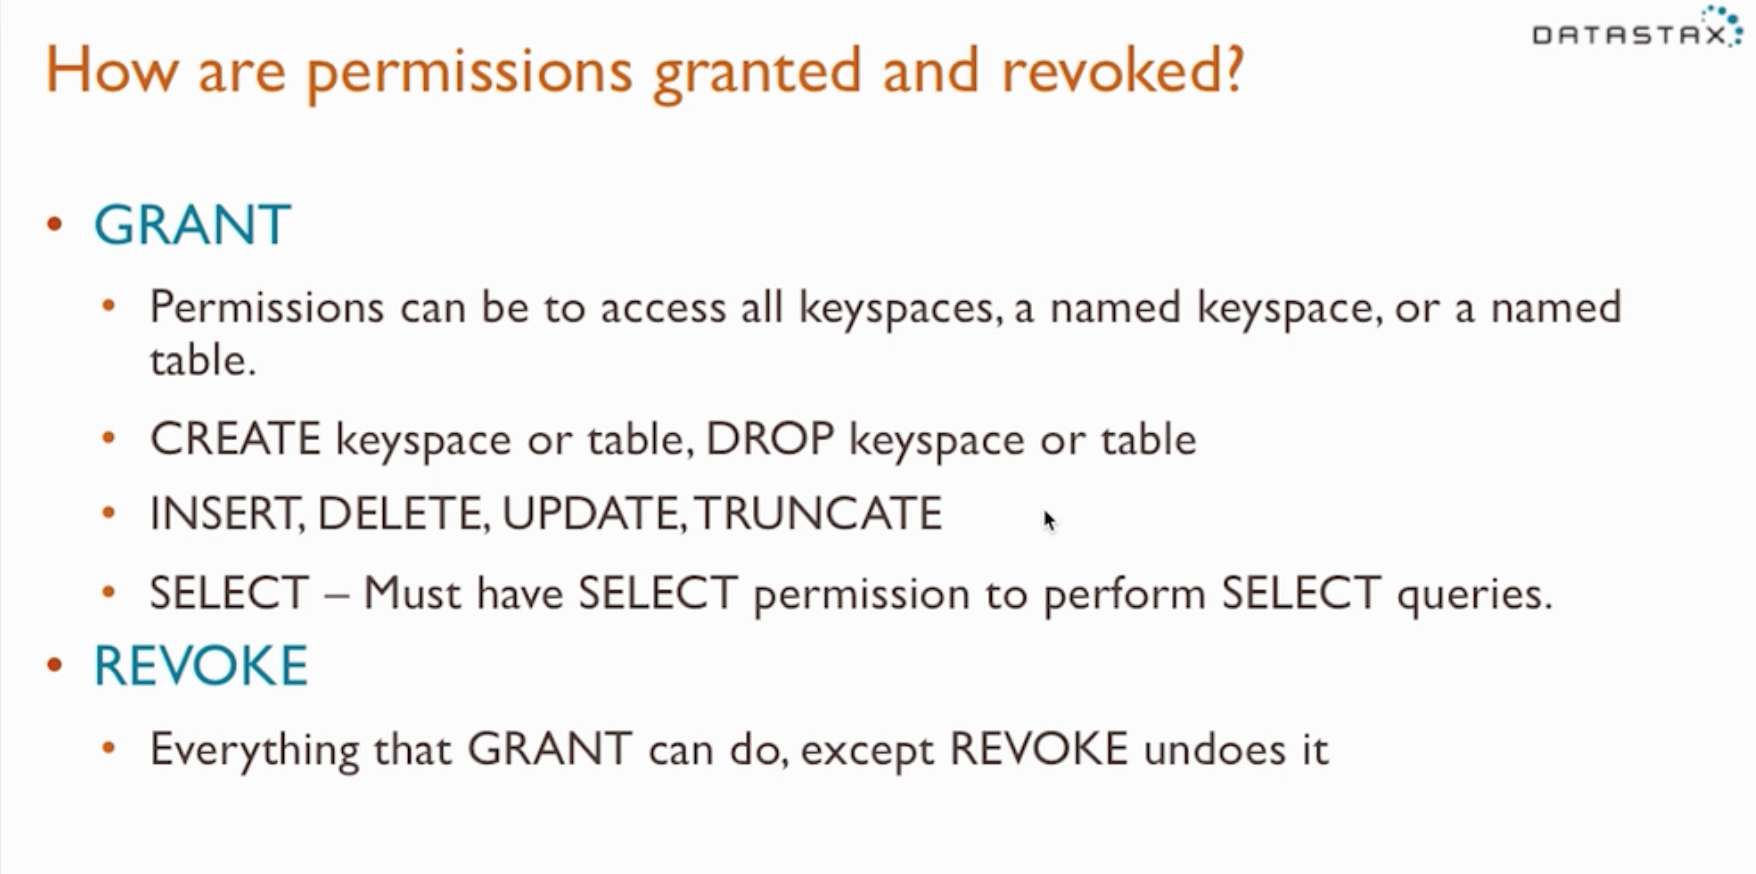 DATASTAX
How are permissions granted and revoked?
• GRANT
• Permissions can be to access all keyspaces, a named keyspace, or a named
table.
• CREATE keyspace or table, DROP keyspace or table
• INSERT, DELETE, UPDATE, TRUNCATE
• SELECT – Must have SELECT permission to perform SELECT queries.
• REVOKE
• Everything that GRANT can do, except REVOKE undoes it